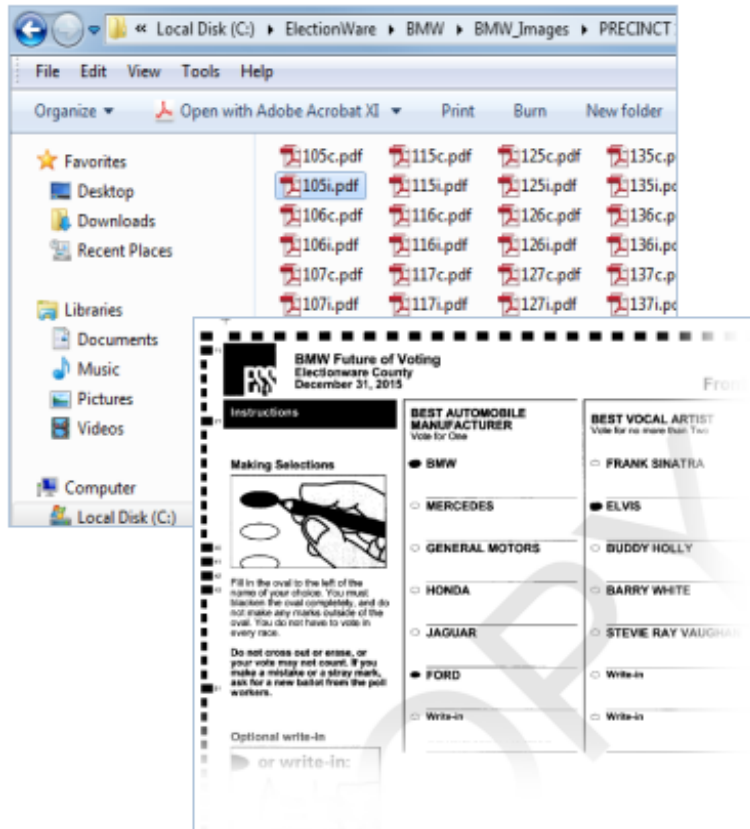 « Local Disk (C:) ▸ ElectionWare ▸ BMW ▸ BMW_Images ▸ PRECINCT
File Edit View Tools Help
Organize ▾ Open with Adobe Acrobat XI ▾ Print Burn New folder
Favorites
Desktop
Downloads
Recent Places
Libraries
Documents
Music
Pictures
Videos
Computer
Local Disk (C:)
105c.pdf 115c.pdf 125c.pdf 135c.p
105i.pdf 115i.pdf 125i.pdf 135i.pd
106c.pdf 116c.pdf 126c.pdf 136c.p
106i.pdf 116i.pdf 126i.pdf 136i.pd
107c.pdf 117c.pdf 127c.pdf 137c.p
107i.pdf 117i.pdf 127i.pdf 137i.pd
BMW Future of Voting
Electionware County
December 31, 2015
Fron
Instructions
Making Selections
Fill in the oval to the left of the
name of your choice. You must
blacken the oval completely, and do
not make any marks outside of the
oval. You do not have to vote in
every race.
Do not cross out or erase, or
your vote may not count. If you
make a mistake or a stray mark,
ask for a new ballot from the poll
workers.
Optional write-in
or write-in:
BEST AUTOMOBILE
MANUFACTURER
Vote for One
BMW
MERCEDES
GENERAL MOTORS
HONDA
JAGUAR
FORD
Write-in
BEST VOCAL ARTIST
Vote for no more than Two
FRANK SINATRA
ELVIS
BUDDY HOLLY
BARRY WHITE
STEVIE RAY VAUGHAN
Write-in
Write-in
OPY